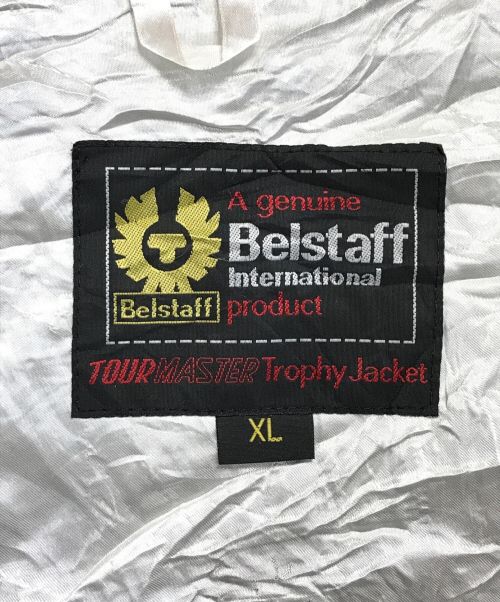 A genuine
Belstaff
International
Belstaff product
TOURMASTER Trophy Jacket
XL